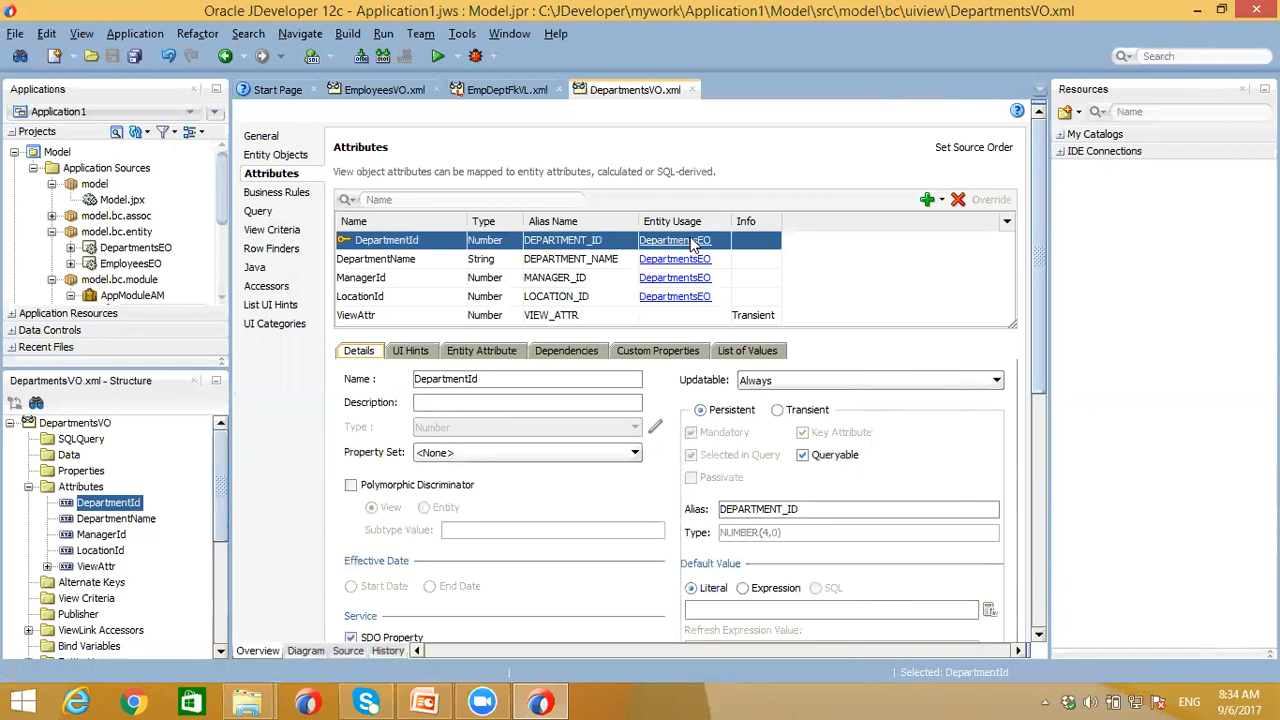 Oracle JDeveloper 12c - Application1.jws : Model.jpr : C:\JDeveloper\mywork\Application1\Model\src\model\bc\uiview\DepartmentsVO.xml
File Edit View Application Refactor Search Navigate Build Run Team Tools Window Help
Search
Applications
Application1
Projects
Model
Application Sources
model
Model.jpx
model.bc.assoc
model.bc.entity
DepartmentsEO
EmployeesEO
model.bc.module
AppModuleAM
Application Resources
Data Controls
Recent Files
DepartmentsVO.xml - Structure
DepartmentsVO
SQLQuery
Data
Properties
Attributes
DepartmentId
DepartmentName
ManagerId
LocationId
ViewAttr
Alternate Keys
View Criteria
Publisher
ViewLink Accessors
Bind Variables
Start Page EmployeesVO.xml EmpDeptFkVL.xml DepartmentsVO.xml
General
Entity Objects
Attributes
Business Rules
Query
View Criteria
Row Finders
Java
Accessors
List UI Hints
UI Categories
Attributes Set Source Order
View object attributes can be mapped to entity attributes, calculated or SQL-derived.
Name Override
Name Type Alias Name Entity Usage Info
DepartmentId Number DEPARTMENT_ID DepartmentsEO
DepartmentName String DEPARTMENT_NAME DepartmentsEO
ManagerId Number MANAGER_ID DepartmentsEO
LocationId Number LOCATION_ID DepartmentsEO
ViewAttr Number VIEW_ATTR Transient
Details UI Hints Entity Attribute Dependencies Custom Properties List of Values
Name : DepartmentId
Description:
Type : Number
Property Set: <None>
Polymorphic Discriminator
View Entity
Subtype Value:
Effective Date
Start Date End Date
Service
SDO Property
Updatable: Always
Persistent Transient
Mandatory Key Attribute
Selected in Query Queryable
Passivate
Alias: DEPARTMENT_ID
Type: NUMBER(4,0)
Default Value
Literal Expression SQL
Refresh Expression Value:
Overview Diagram Source History
Resources
Name
My Catalogs
IDE Connections
Selected: DepartmentId
ENG
8:34 AM
9/6/2017